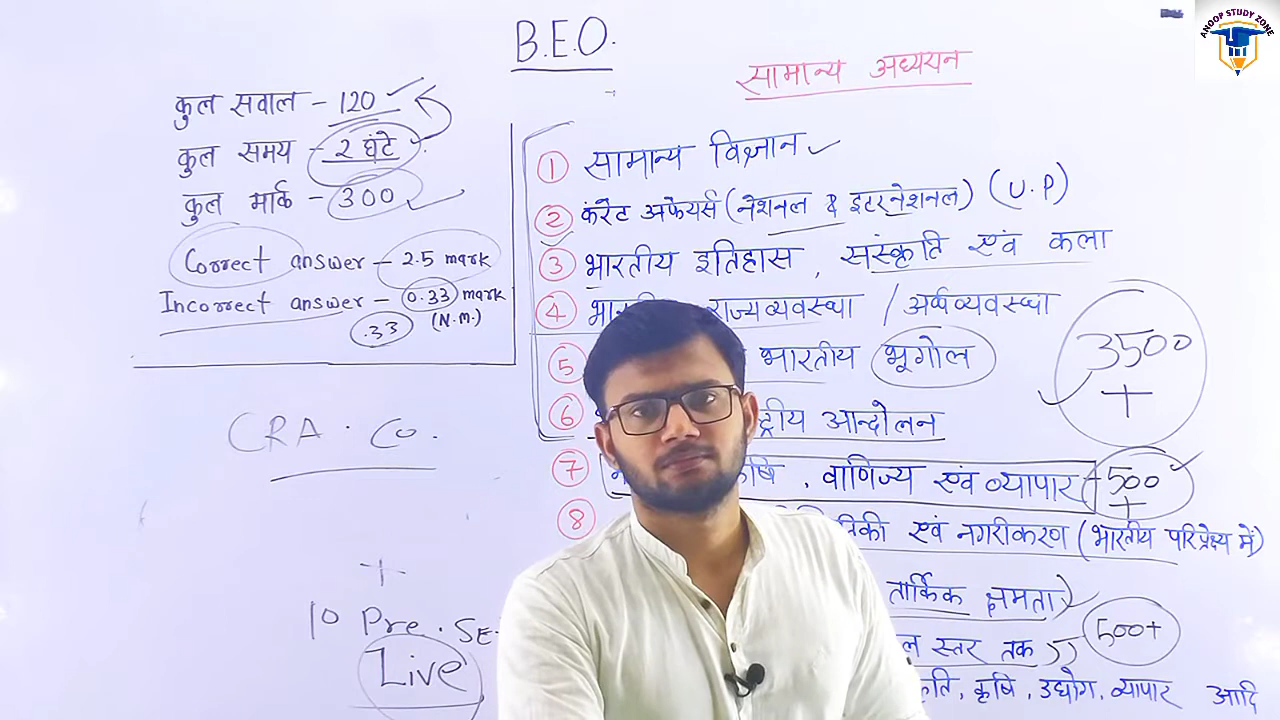 ANOOP STUDY ZONE
B.E.O.
सामान्य अध्ययन
कुल सवाल - 120
कुल समय - 2 घंटे
कुल मार्क - 300
Correct answer - 2.5 mark
Incorrect answer - 0.33 mark
.33 (N.M.)
CRA. Co.
+
10 Pre. SE
Live
① सामान्य विज्ञान
② करेंट अफेयर्स (नेशनल & इटरनेशनल) (U.P)
③ भारतीय इतिहास, संस्कृति एवं कला
④ राज्यव्यवस्था / अर्थव्यवस्था
⑤ भारतीय भूगोल
3500
+
⑥ आन्दोलन
⑦ वाणिज्य एवं व्यापार 500
+
⑧ एवं नगरीकरण (भारतीय परिप्रेक्ष्य में)
तार्किक क्षमता)
स्तर तक)
500+
कृषि, उद्योग, व्यापार आदि